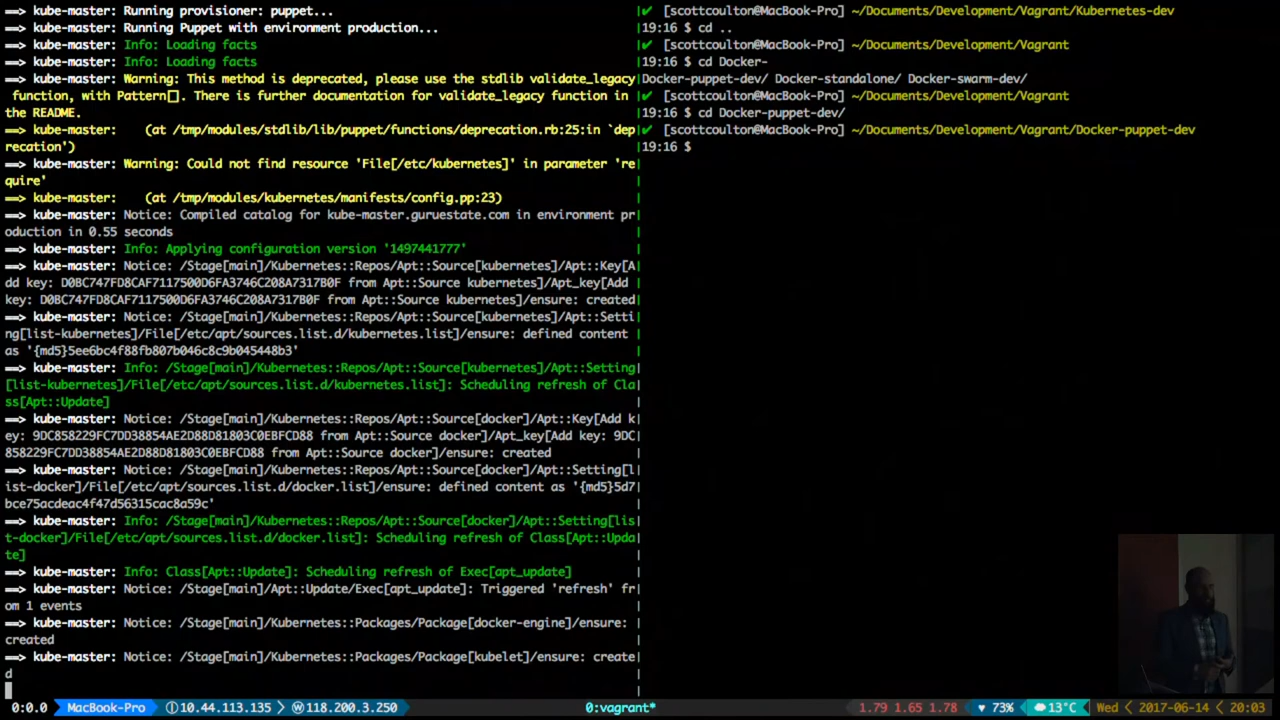 ==> kube-master: Running provisioner: puppet...
==> kube-master: Running Puppet with environment production...
==> kube-master: Info: Loading facts
==> kube-master: Info: Loading facts
==> kube-master: Warning: This method is deprecated, please use the stdlib validate_legacy
 function, with Pattern[]. There is further documentation for validate_legacy function in
the README.
==> kube-master:    (at /tmp/modules/stdlib/lib/puppet/functions/deprecation.rb:25:in `dep
recation')
==> kube-master: Warning: Could not find resource 'File[/etc/kubernetes]' in parameter 're
quire'
==> kube-master:    (at /tmp/modules/kubernetes/manifests/config.pp:23)
==> kube-master: Notice: Compiled catalog for kube-master.guruestate.com in environment pr
oduction in 0.55 seconds
==> kube-master: Info: Applying configuration version '1497441777'
==> kube-master: Notice: /Stage[main]/Kubernetes::Repos/Apt::Source[kubernetes]/Apt::Key[A
dd key: D0BC747FD8CAF7117500D6FA3746C208A7317B0F from Apt::Source kubernetes]/Apt_key[Add
key: D0BC747FD8CAF7117500D6FA3746C208A7317B0F from Apt::Source kubernetes]/ensure: created
==> kube-master: Notice: /Stage[main]/Kubernetes::Repos/Apt::Source[kubernetes]/Apt::Setti
ng[list-kubernetes]/File[/etc/apt/sources.list.d/kubernetes.list]/ensure: defined content
as '{md5}5ee6bc4f88fb807b046c8c9b045448b3'
==> kube-master: Info: /Stage[main]/Kubernetes::Repos/Apt::Source[kubernetes]/Apt::Setting
[list-kubernetes]/File[/etc/apt/sources.list.d/kubernetes.list]: Scheduling refresh of Cla
ss[Apt::Update]
==> kube-master: Notice: /Stage[main]/Kubernetes::Repos/Apt::Source[docker]/Apt::Key[Add k
ey: 9DC858229FC7DD38854AE2D88D81803C0EBFCD88 from Apt::Source docker]/Apt_key[Add key: 9DC
858229FC7DD38854AE2D88D81803C0EBFCD88 from Apt::Source docker]/ensure: created
==> kube-master: Notice: /Stage[main]/Kubernetes::Repos/Apt::Source[docker]/Apt::Setting[l
ist-docker]/File[/etc/apt/sources.list.d/docker.list]/ensure: defined content as '{md5}5d7
bce75acdeac4f47d56315cac8a59c'
==> kube-master: Info: /Stage[main]/Kubernetes::Repos/Apt::Source[docker]/Apt::Setting[lis
t-docker]/File[/etc/apt/sources.list.d/docker.list]: Scheduling refresh of Class[Apt::Upda
te]
==> kube-master: Info: Class[Apt::Update]: Scheduling refresh of Exec[apt_update]
==> kube-master: Notice: /Stage[main]/Apt::Update/Exec[apt_update]: Triggered 'refresh' fr
om 1 events
==> kube-master: Notice: /Stage[main]/Kubernetes::Packages/Package[docker-engine]/ensure:
created
==> kube-master: Notice: /Stage[main]/Kubernetes::Packages/Package[kubelet]/ensure: create
d
✔ [scottcoulton@MacBook-Pro] ~/Documents/Development/Vagrant/Kubernetes-dev
19:16 $ cd ..
✔ [scottcoulton@MacBook-Pro] ~/Documents/Development/Vagrant
19:16 $ cd Docker-
Docker-puppet-dev/ Docker-standalone/ Docker-swarm-dev/
✔ [scottcoulton@MacBook-Pro] ~/Documents/Development/Vagrant
19:16 $ cd Docker-puppet-dev/
✔ [scottcoulton@MacBook-Pro] ~/Documents/Development/Vagrant/Docker-puppet-dev
19:16 $
0:0.0 MacBook-Pro ⓘ 10.44.113.135 ⓦ 118.200.3.250 0:vagrant* 1.79 1.65 1.78 ♥ 73% 13°C Wed 2017-06-14 20:03